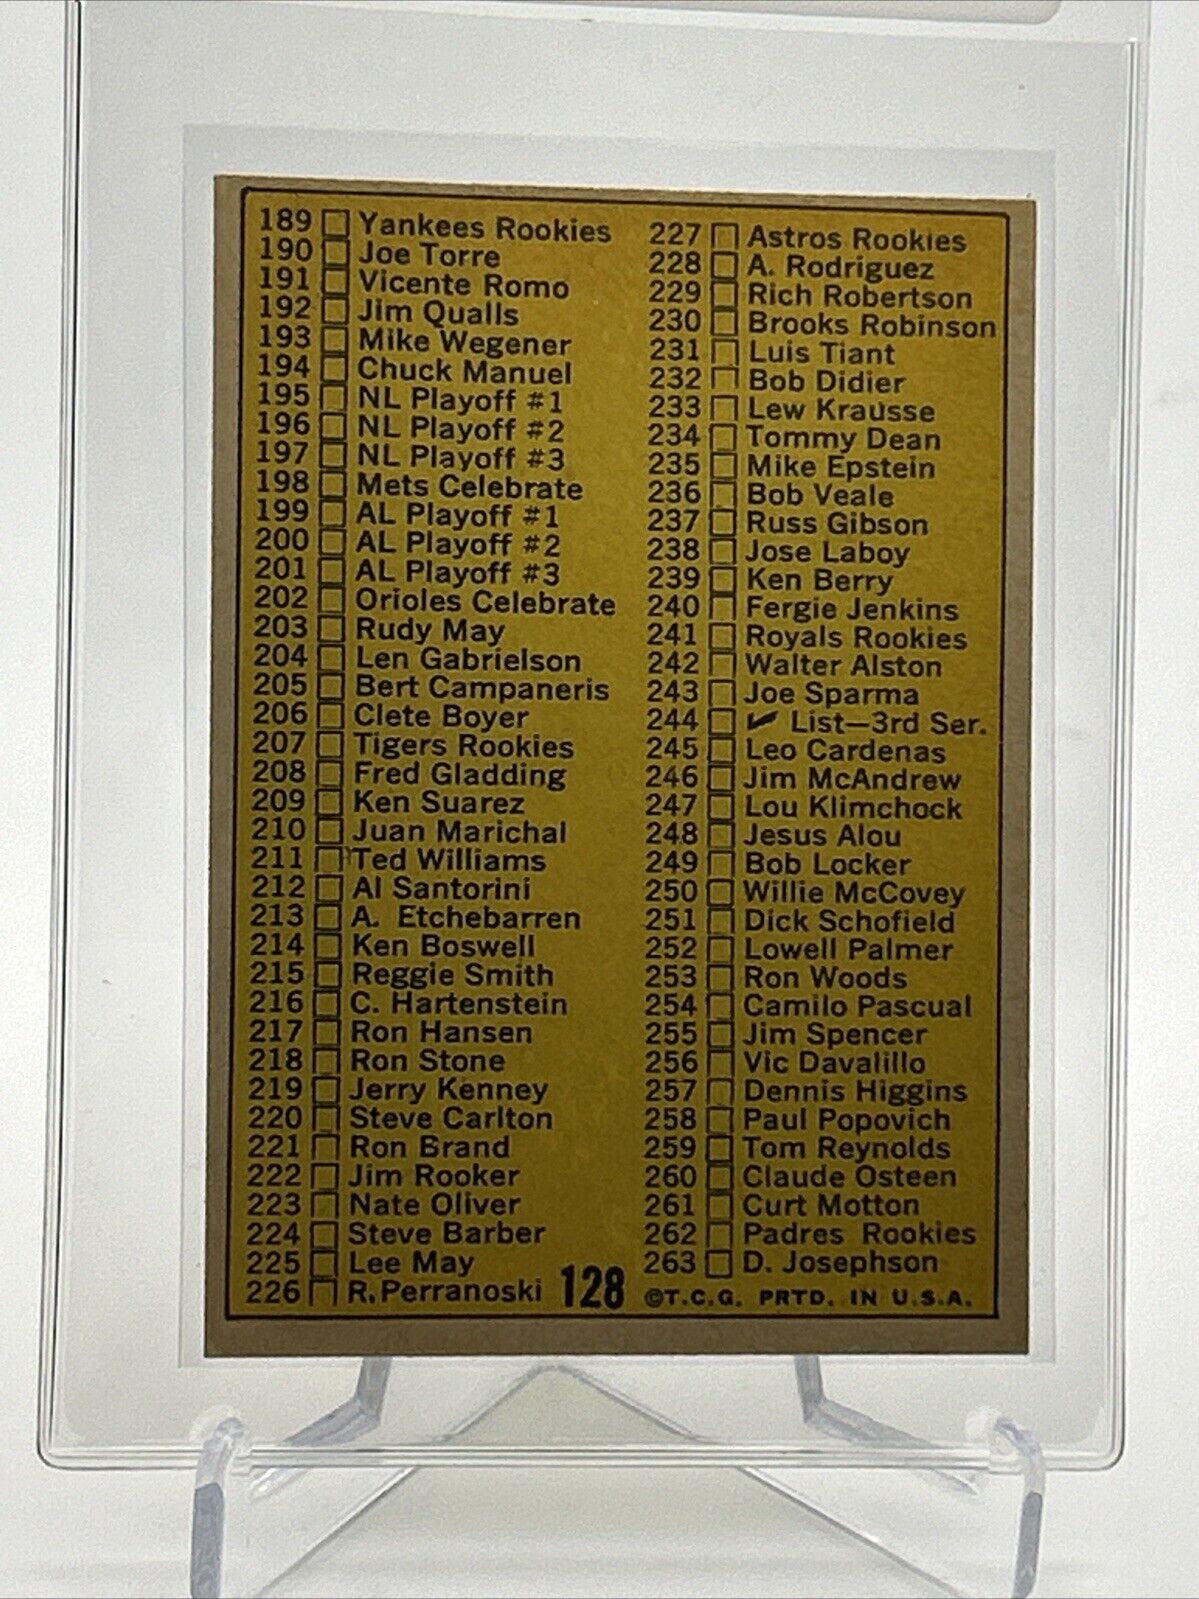 189 Yankees Rookies
190 Joe Torre
191 Vicente Romo
192 Jim Qualls
193 Mike Wegener
194 Chuck Manuel
195 NL Playoff #1
196 NL Playoff #2
197 NL Playoff #3
198 Mets Celebrate
199 AL Playoff #1
200 AL Playoff #2
201 AL Playoff #3
202 Orioles Celebrate
203 Rudy May
204 Len Gabrielson
205 Bert Campaneris
206 Clete Boyer
207 Tigers Rookies
208 Fred Gladding
209 Ken Suarez
210 Juan Marichal
211 Ted Williams
212 Al Santorini
213 A. Etchebarren
214 Ken Boswell
215 Reggie Smith
216 C. Hartenstein
217 Ron Hansen
218 Ron Stone
219 Jerry Kenney
220 Steve Carlton
221 Ron Brand
222 Jim Rooker
223 Nate Oliver
224 Steve Barber
225 Lee May
226 R. Perranoski
227 Astros Rookies
228 A. Rodriguez
229 Rich Robertson
230 Brooks Robinson
231 Luis Tiant
232 Bob Didier
233 Lew Krausse
234 Tommy Dean
235 Mike Epstein
236 Bob Veale
237 Russ Gibson
238 Jose Laboy
239 Ken Berry
240 Fergie Jenkins
241 Royals Rookies
242 Walter Alston
243 Joe Sparma
244 ✓ List—3rd Ser.
245 Leo Cardenas
246 Jim McAndrew
247 Lou Klimchock
248 Jesus Alou
249 Bob Locker
250 Willie McCovey
251 Dick Schofield
252 Lowell Palmer
253 Ron Woods
254 Camilo Pascual
255 Jim Spencer
256 Vic Davalillo
257 Dennis Higgins
258 Paul Popovich
259 Tom Reynolds
260 Claude Osteen
261 Curt Motton
262 Padres Rookies
263 D. Josephson
128 ©T.C.G. PRTD. IN U.S.A.